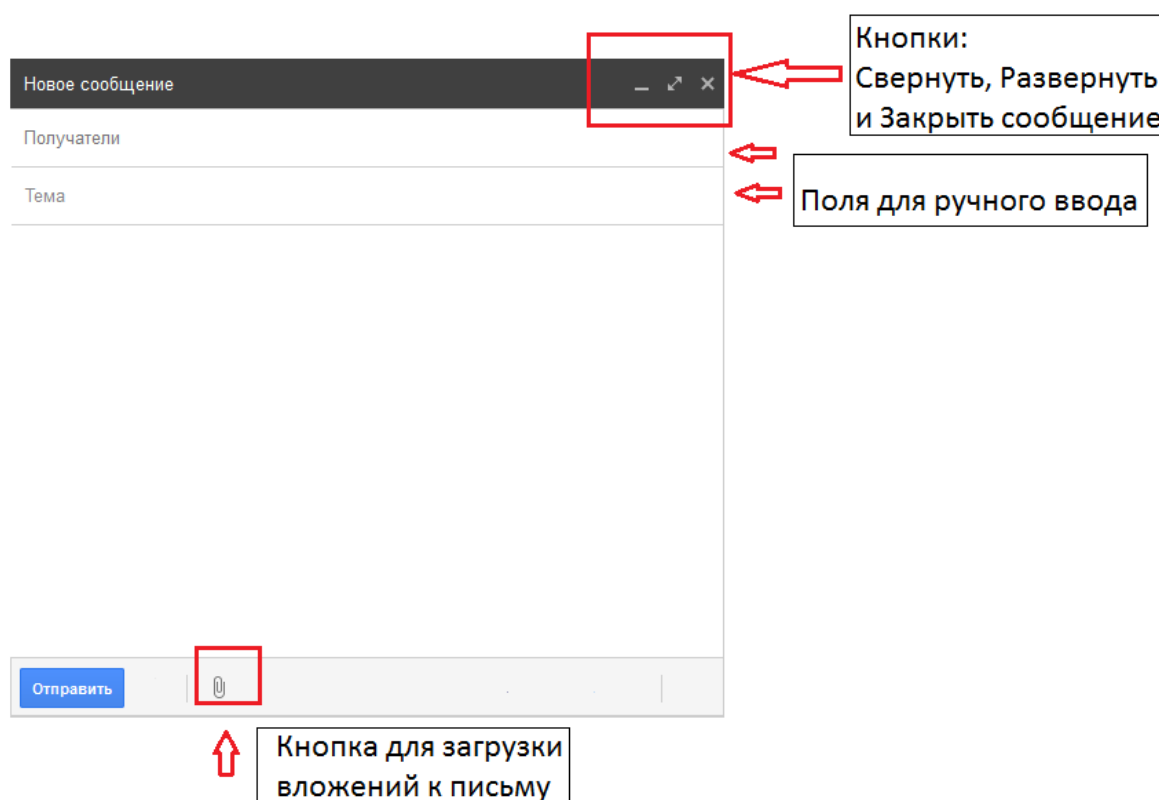 Кнопки:
Свернуть, Развернуть
и Закрыть сообщение
Новое сообщение
Получатели
Тема
Поля для ручного ввода
Отправить
Кнопка для загрузки
вложений к письму